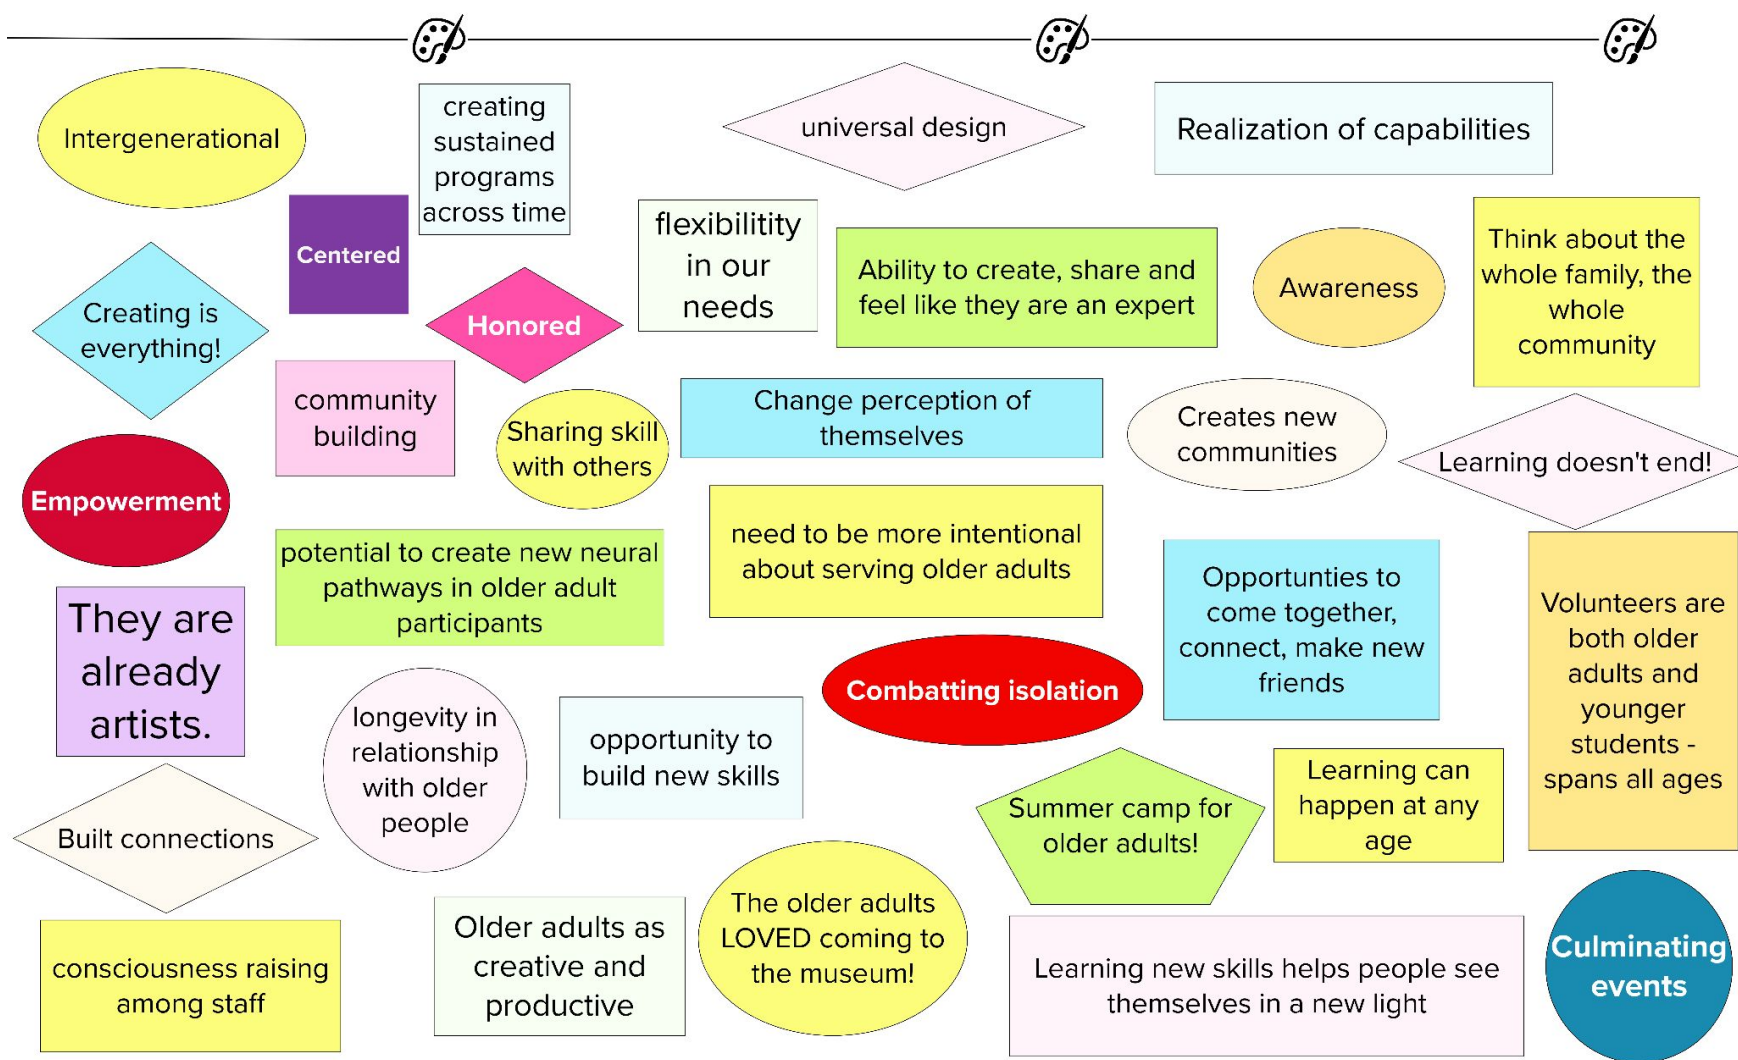 Intergenerational
creating
sustained
programs
across time
universal design
Realization of capabilities
Centered
flexibilitity
in our
needs
Ability to create, share and
feel like they are an expert
Awareness
Think about the
whole family, the
whole
community
Creating is
everything!
Honored
community
building
Sharing skill
with others
Change perception of
themselves
Creates new
communities
Learning doesn't end!
Empowerment
potential to create new neural
pathways in older adult
participants
need to be more intentional
about serving older adults
Opportunties to
come together,
connect, make new
friends
Volunteers are
both older
adults and
younger
students -
spans all ages
They are
already
artists.
longevity in
relationship
with older
people
opportunity to
build new skills
Combatting isolation
Summer camp for
older adults!
Learning can
happen at any
age
Built connections
consciousness raising
among staff
Older adults as
creative and
productive
The older adults
LOVED coming to
the museum!
Learning new skills helps people see
themselves in a new light
Culminating
events